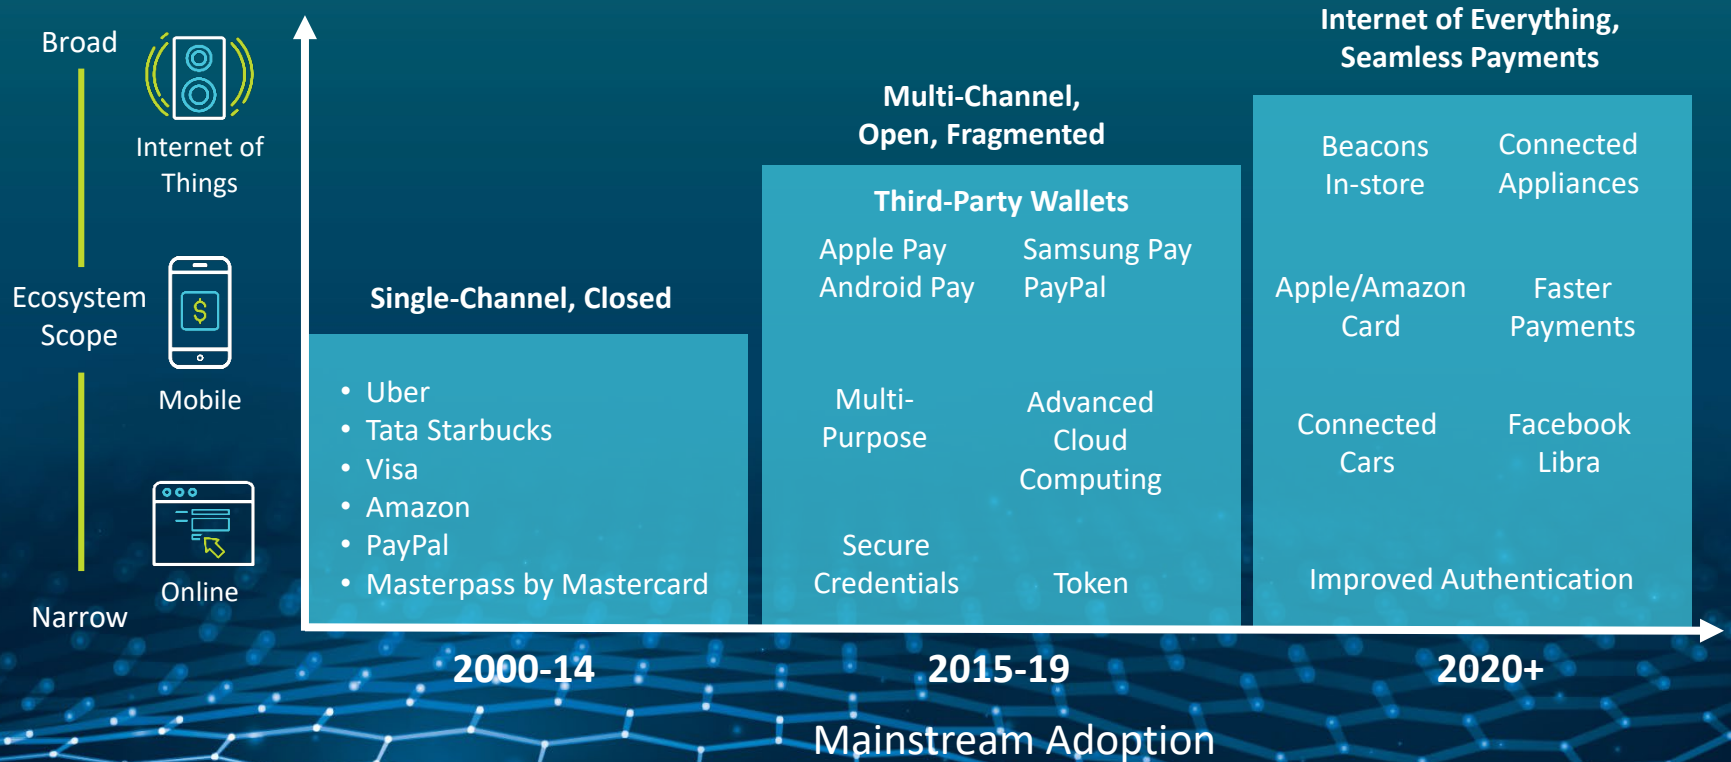 Broad
Internet of
Things
Ecosystem
Scope
$
Mobile
Online
Narrow
Single-Channel, Closed
• Uber
• Tata Starbucks
• Visa
• Amazon
• PayPal
• Masterpass by Mastercard
2000-14
Multi-Channel,
Open, Fragmented
Third-Party Wallets
Apple Pay
Android Pay
Samsung Pay
PayPal
Multi-
Purpose
Advanced
Cloud
Computing
Secure
Credentials
Token
2015-19
Internet of Everything,
Seamless Payments
Beacons
In-store
Connected
Appliances
Apple/Amazon
Card
Faster
Payments
Connected
Cars
Facebook
Libra
Improved Authentication
2020+
Mainstream Adoption